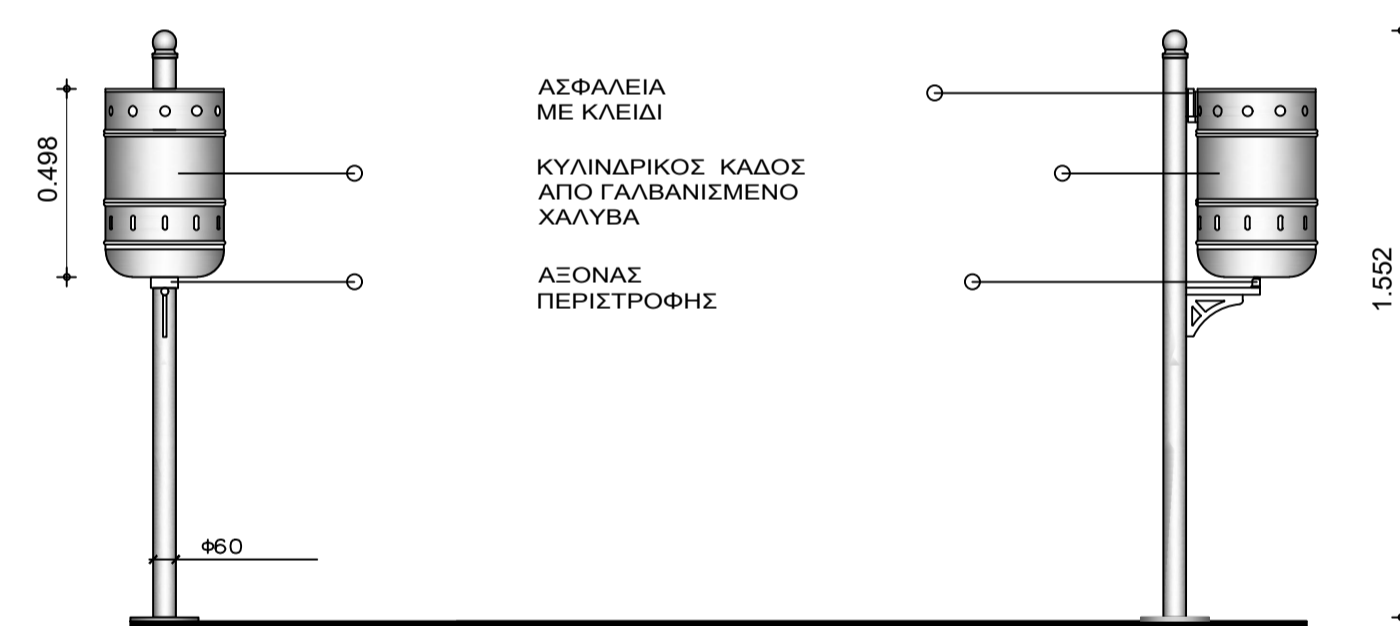 ΑΣΦΑΛΕΙΑ
ΜΕ ΚΛΕΙΔΙ
0.498
ΚΥΛΙΝΔΡΙΚΟΣ ΚΑΔΟΣ
ΑΠΟ ΓΑΛΒΑΝΙΣΜΕΝΟ
ΧΑΛΥΒΑ
ΑΞΟΝΑΣ
ΠΕΡΙΣΤΡΟΦΗΣ
1.552
Φ60